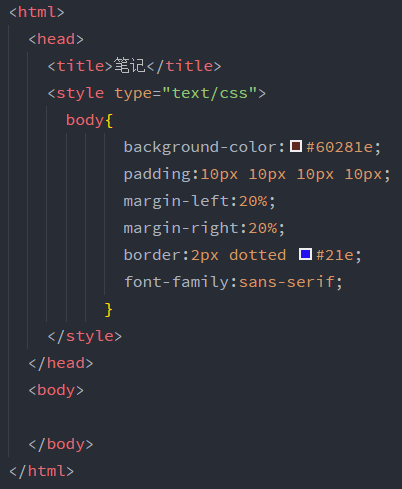 <html>
<head>
<title>笔记</title>
<style type="text/css">
body{
background-color:#60281e;
padding:10px 10px 10px 10px;
margin-left:20%;
margin-right:20%;
border:2px dotted #21e;
font-family:sans-serif;
}
</style>
</head>
<body>
</body>
</html>